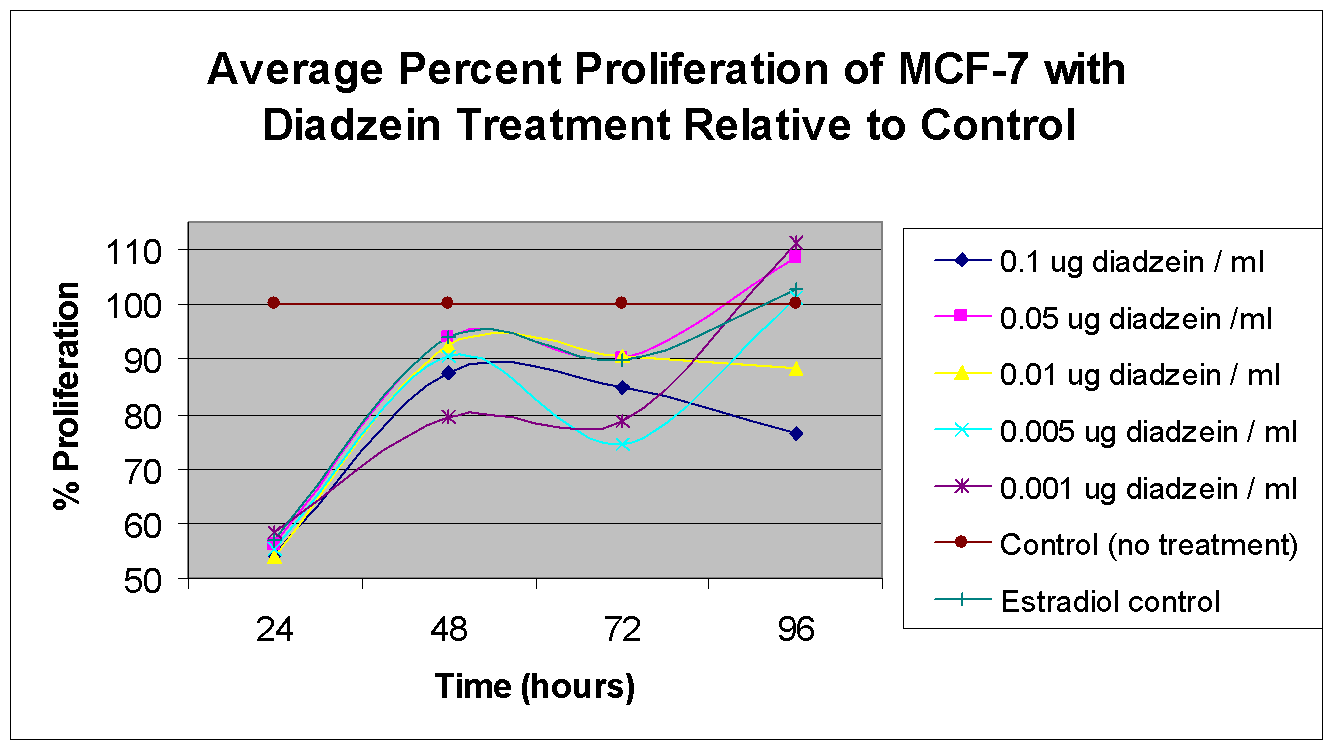 Average Percent Proliferation of MCF-7 with
Diadzein Treatment Relative to Control
% Proliferation
110
100
90
80
70
60
50
24 48 72 96
Time (hours)
0.1 ug diadzein / ml
0.05 ug diadzein /ml
0.01 ug diadzein / ml
0.005 ug diadzein / ml
0.001 ug diadzein / ml
Control (no treatment)
Estradiol control